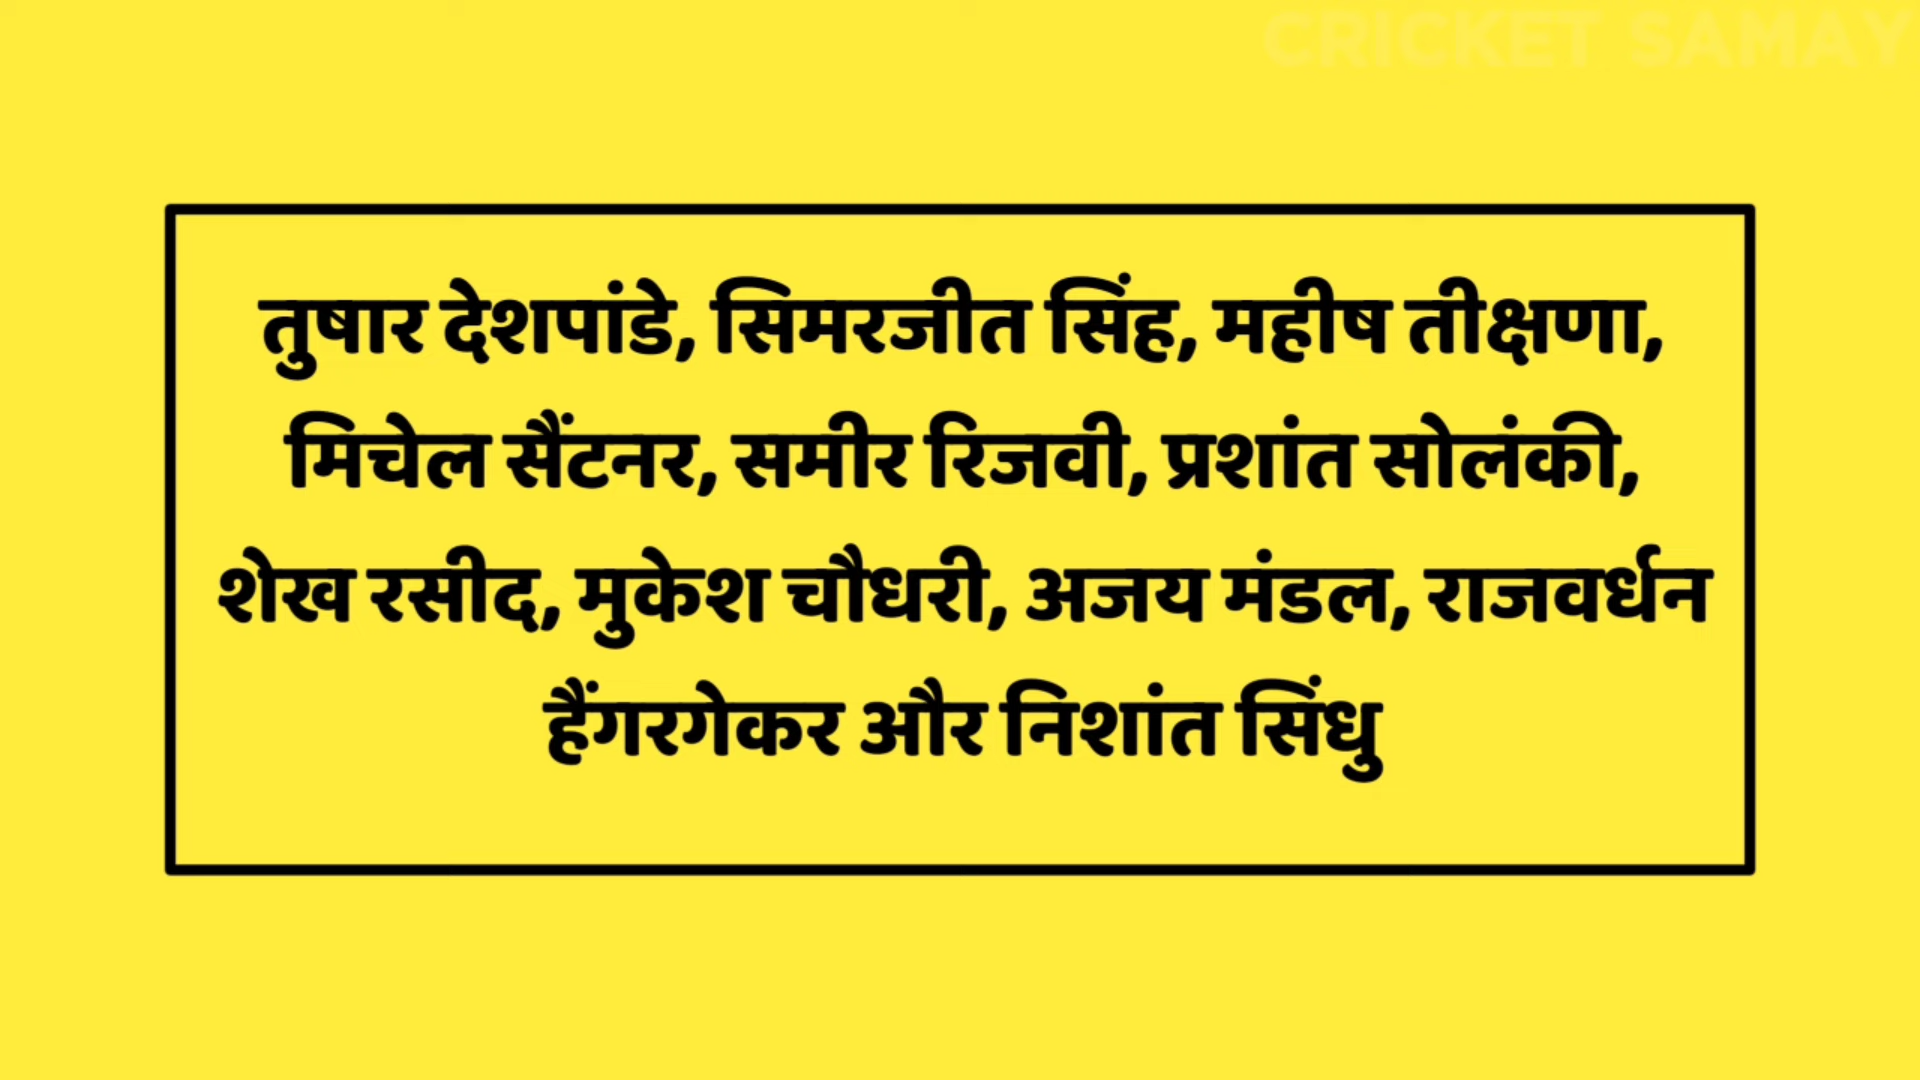 CRICKET SAMAY
तुषार देशपांडे, सिमरजीत सिंह, महीष तीक्षणा,
मिचेल सैंटनर, समीर रिजवी, प्रशांत सोलंकी,
शेख रसीद, मुकेश चौधरी, अजय मंडल, राजवर्धन
हैंगरगेकर और निशांत सिंधु